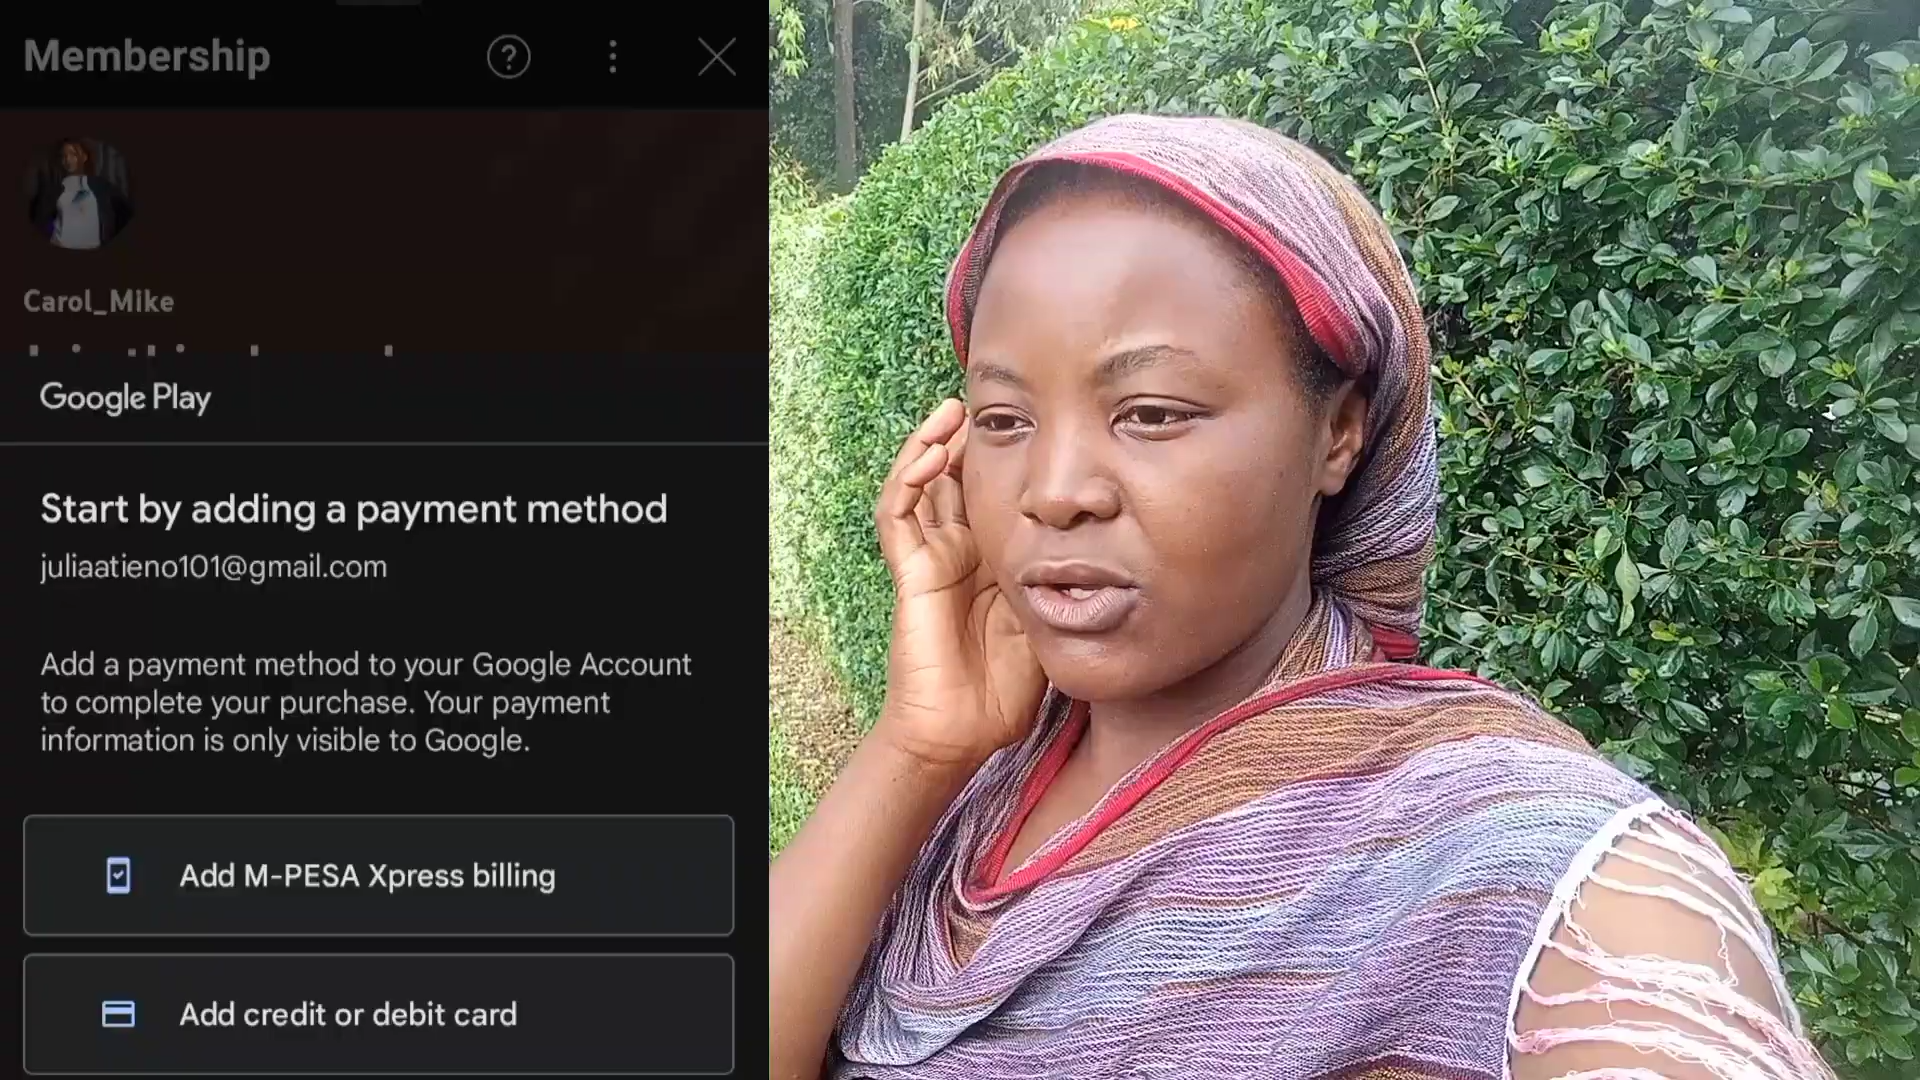 Membership
Carol_Mike
Google Play
Start by adding a payment method
juliaatieno101@gmail.com
Add a payment method to your Google Account
to complete your purchase. Your payment
information is only visible to Google.
Add M-PESA Xpress billing
Add credit or debit card